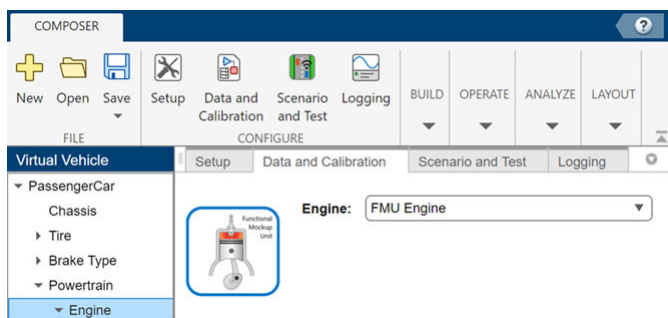 COMPOSER
?
New
Open
Save
Setup
Data and
Calibration
Scenario
and Test
Logging
BUILD
OPERATE
ANALYZE
LAYOUT
FILE
CONFIGURE
Virtual Vehicle
Setup
Data and Calibration
Scenario and Test
Logging
PassengerCar
Chassis
Tire
Brake Type
Powertrain
Engine
Functional
Mockup
Unit
Engine:
FMU Engine